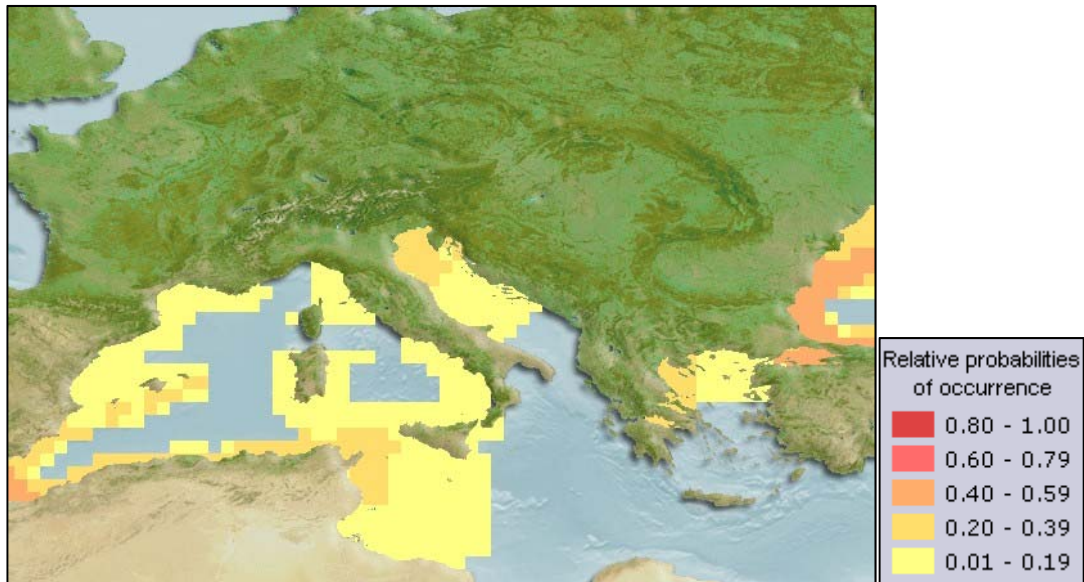 Relative probabilities
of occurrence
0.80 - 1.00
0.60 - 0.79
0.40 - 0.59
0.20 - 0.39
0.01 - 0.19